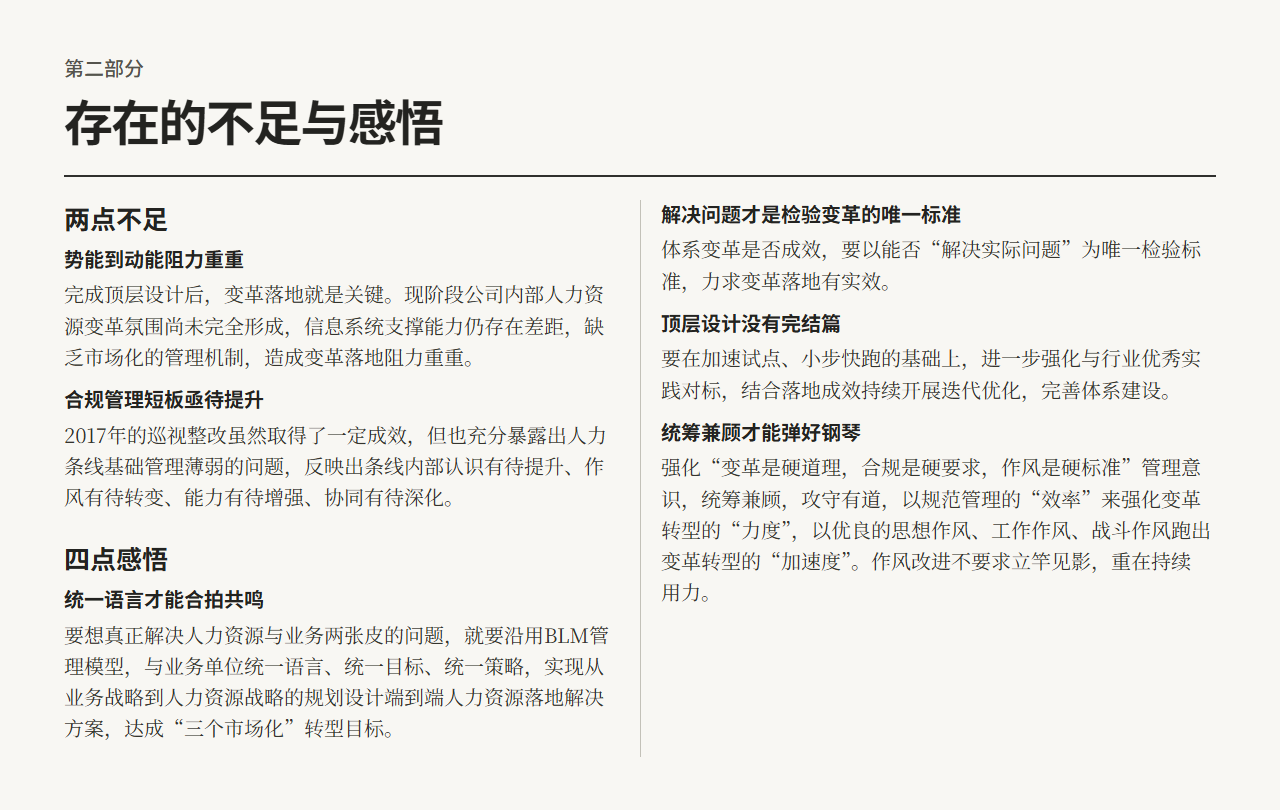 第二部分
存在的不足与感悟
两点不足
势能到动能阻力重重
完成顶层设计后，变革落地就是关键。现阶段公司内部人力资
源变革氛围尚未完全形成，信息系统支撑能力仍存在差距，缺
乏市场化的管理机制，造成变革落地阻力重重。
合规管理短板亟待提升
2017年的巡视整改虽然取得了一定成效，但也充分暴露出人力
条线基础管理薄弱的问题，反映出条线内部认识有待提升、作
风有待转变、能力有待增强、协同有待深化。
四点感悟
统一语言才能合拍共鸣
要想真正解决人力资源与业务两张皮的问题，就要沿用BLM管
理模型，与业务单位统一语言、统一目标、统一策略，实现从
业务战略到人力资源战略的规划设计端到端人力资源落地解决
方案，达成“三个市场化”转型目标。
解决问题才是检验变革的唯一标准
体系变革是否成效，要以能否“解决实际问题”为唯一检验标
准，力求变革落地有实效。
顶层设计没有完结篇
要在加速试点、小步快跑的基础上，进一步强化与行业优秀实
践对标，结合落地成效持续开展迭代优化，完善体系建设。
统筹兼顾才能弹好钢琴
强化“变革是硬道理，合规是硬要求，作风是硬标准”管理意
识，统筹兼顾，攻守有道，以规范管理的“效率”来强化变革
转型的“力度”，以优良的思想作风、工作作风、战斗作风跑出
变革转型的“加速度”。作风改进不要求立竿见影，重在持续
用力。